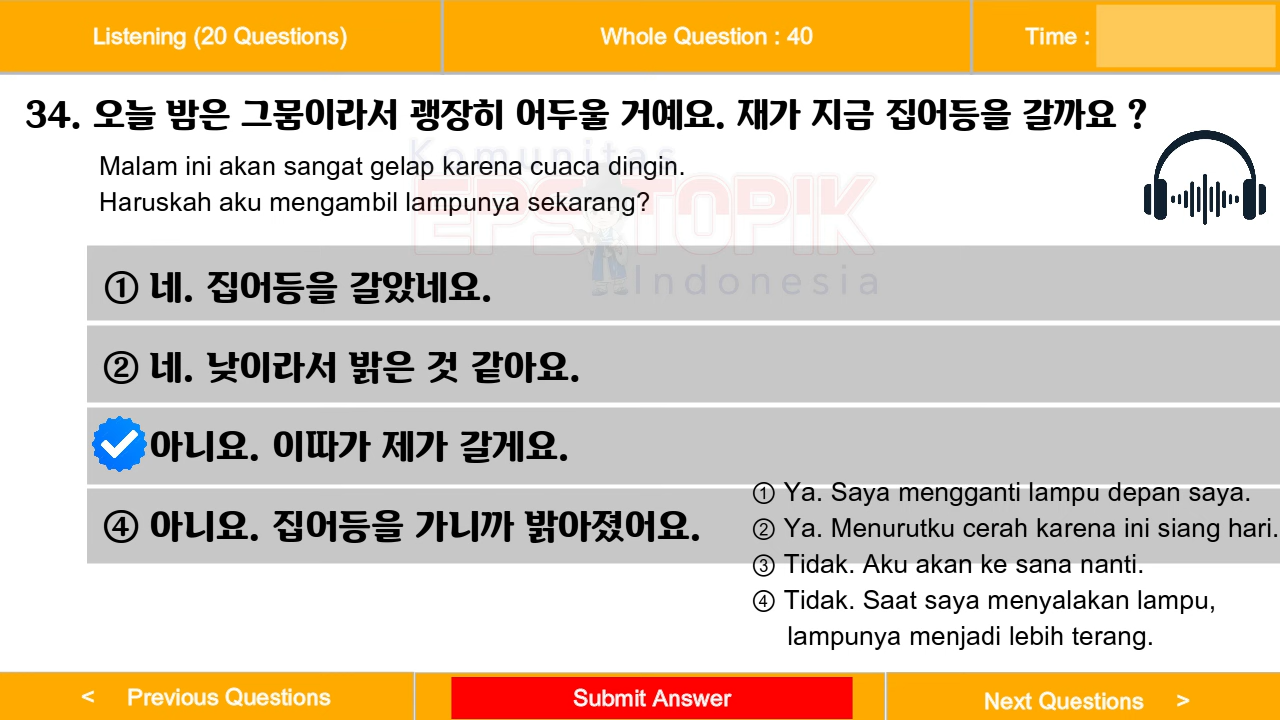 Listening (20 Questions)
Whole Question : 40
Time :
34. 오늘 밤은 그뭄이라서 굉장히 어두울 거예요. 재가 지금 집어등을 갈까요 ?
Malam ini akan sangat gelap karena cuaca dingin.
Haruskah aku mengambil lampunya sekarang?
Komunitas
EPS TOPIK
Indonesia
① 네. 집어등을 갈았네요.
② 네. 낮이라서 밝은 것 같아요.
아니요. 이따가 제가 갈게요.
④ 아니요. 집어등을 가니까 밝아졌어요.
① Ya. Saya mengganti lampu depan saya.
② Ya. Menurutku cerah karena ini siang hari.
③ Tidak. Aku akan ke sana nanti.
④ Tidak. Saat saya menyalakan lampu,
lampunya menjadi lebih terang.
< Previous Questions
Submit Answer
Next Questions >